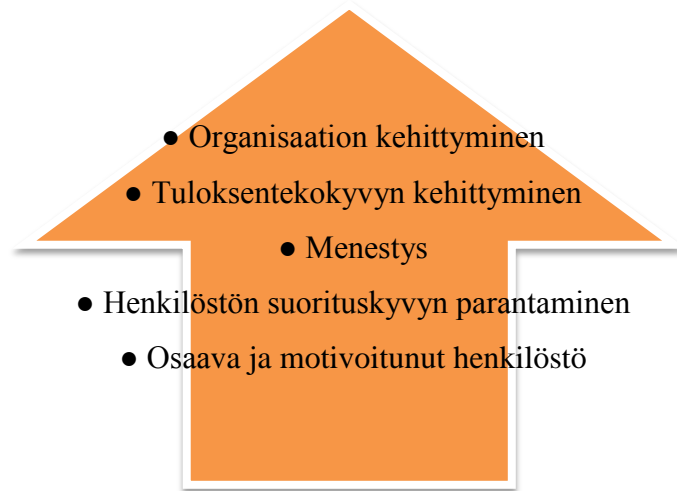 ● Organisaation kehittyminen
● Tuloksentekokyvyn kehittyminen
● Menestys
● Henkilöstön suorituskyvyn parantaminen
● Osaava ja motivoitunut henkilöstö